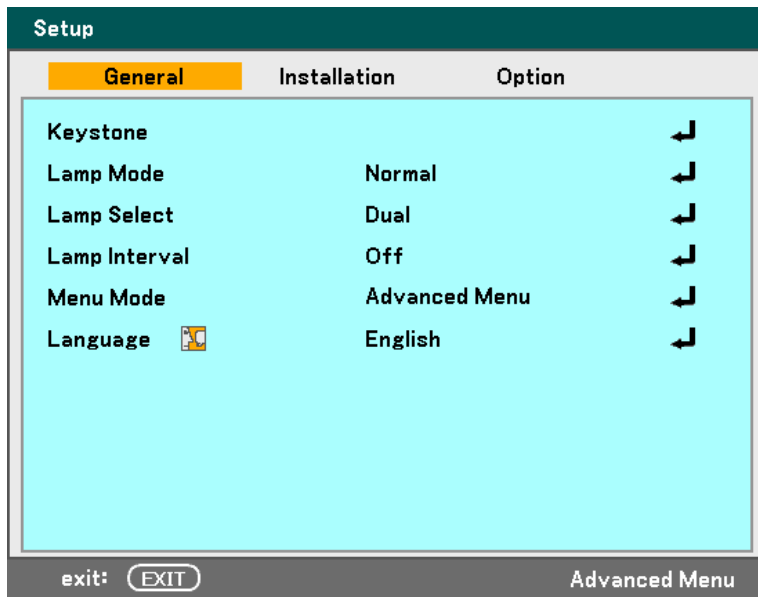 Setup
General Installation Option
Keystone
Lamp Mode Normal
Lamp Select Dual
Lamp Interval Off
Menu Mode Advanced Menu
Language English
exit: EXIT Advanced Menu